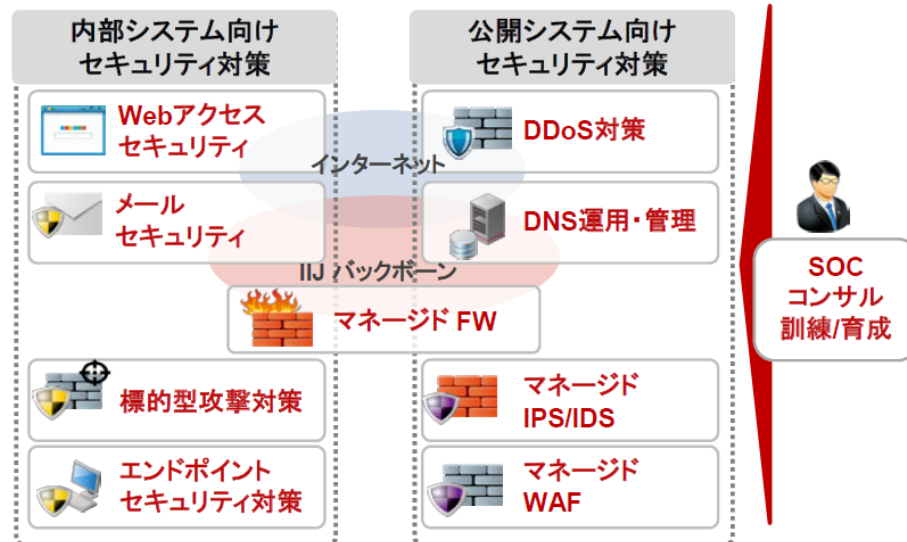 内部システム向け
セキュリティ対策
公開システム向け
セキュリティ対策
Webアクセス
セキュリティ
DDoS対策
インターネット
メール
セキュリティ
DNS運用・管理
IIJ バックボーン
マネージド FW
標的型攻撃対策
マネージド
IPS/IDS
エンドポイント
セキュリティ対策
マネージド
WAF
SOC
コンサル
訓練/育成